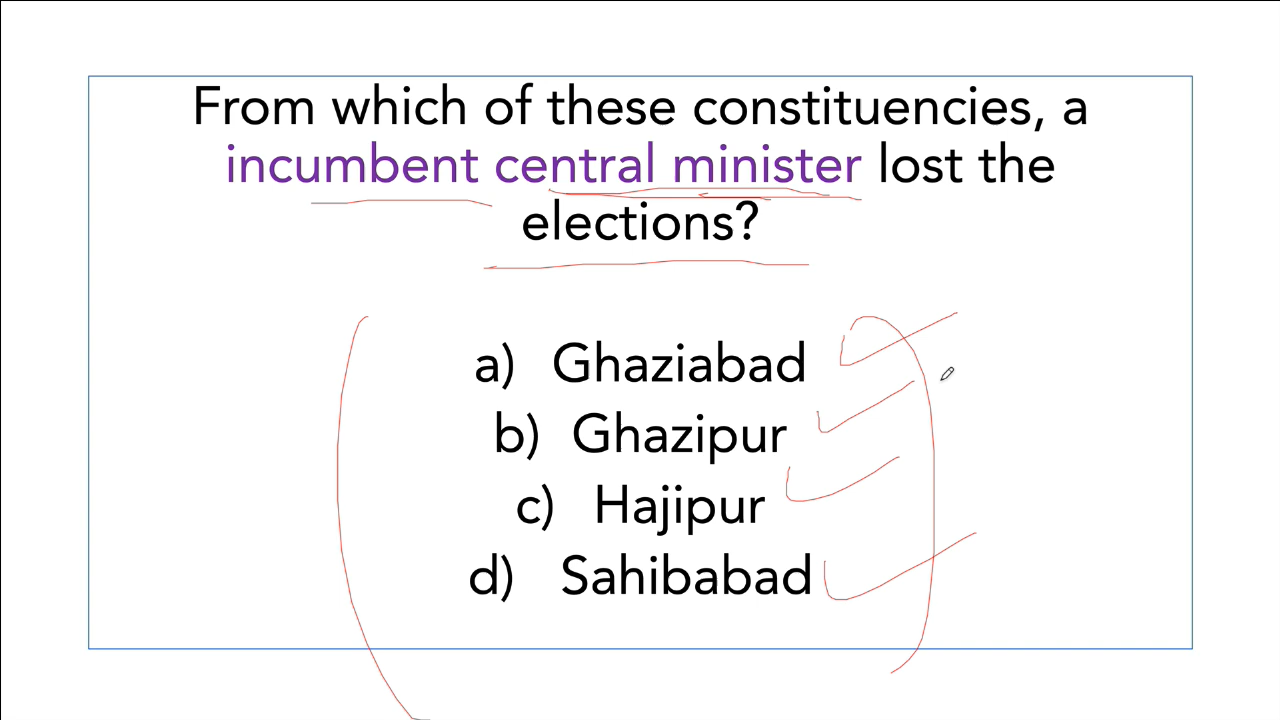 From which of these constituencies, a
incumbent central minister lost the
elections?
a) Ghaziabad
b) Ghazipur
c) Hajipur
d) Sahibabad